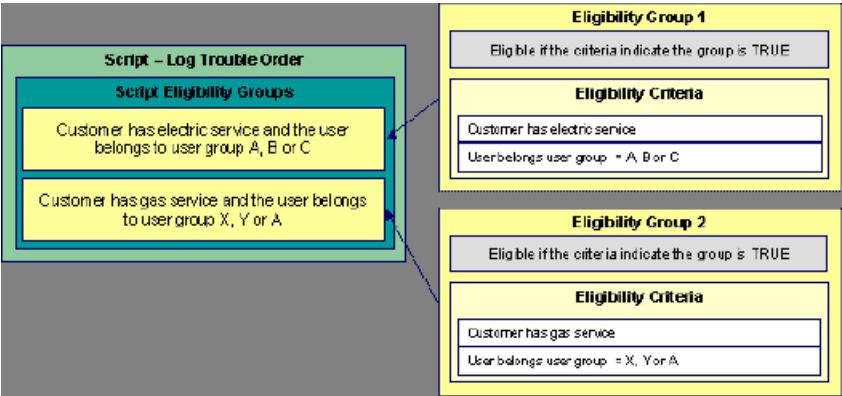 Script – Log Trouble Order
Script Eligibility Groups
Customer has electric service and the user
belongs to user group A, B or C
Customer has gas service and the user belongs
to user group X, Y or A
Eligibility Group 1
Eligible if the criteria indicate the group is TRUE
Eligibility Criteria
Customer has electric service
User belongs user group = A, B or C
Eligibility Group 2
Eligible if the criteria indicate the group is TRUE
Eligibility Criteria
Customer has gas service
User belongs user group = X, Y or A